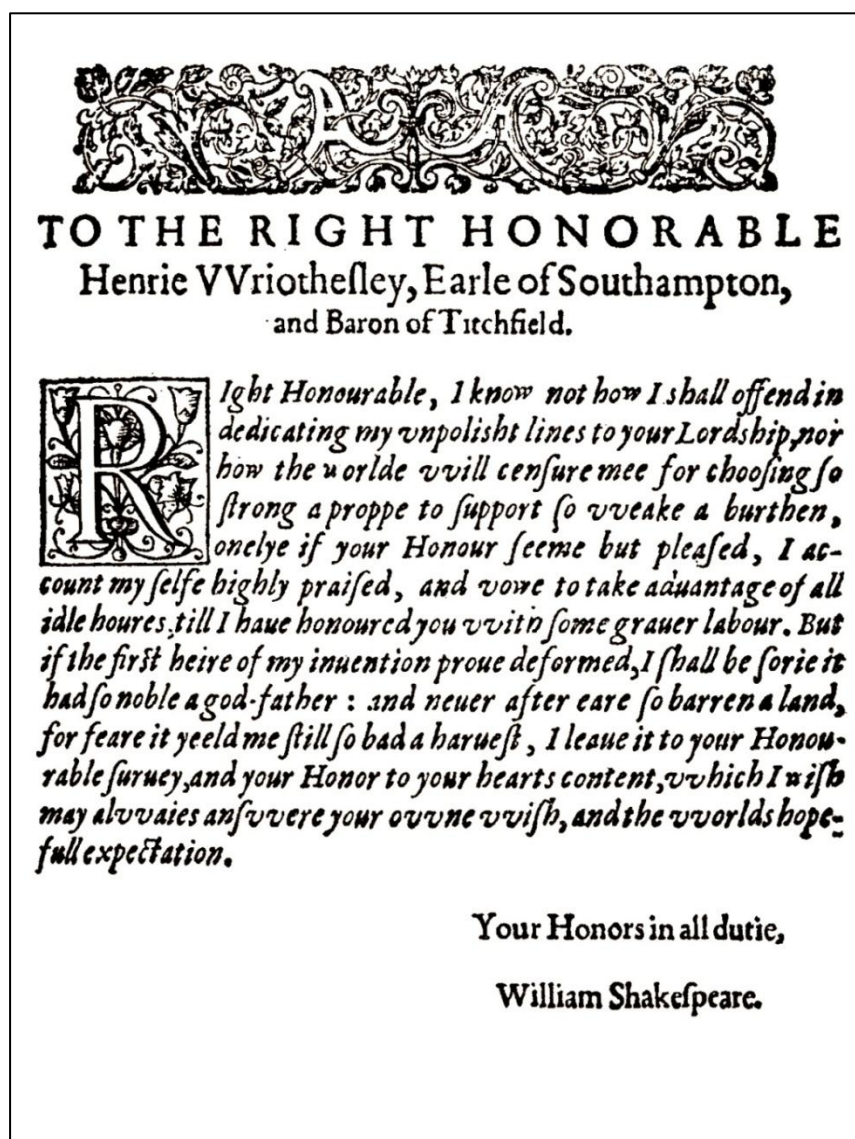 TO THE RIGHT HONORABLE
Henrie VVriotheſley, Earle of Southampton,
and Baron of Titchfield.
RIght Honourable, I know not how I shall offend in
dedicating my vnpolisht lines to your Lordship, nor
how the worlde vvill cenſure mee for chooſing ſo
ſtrong a proppe to ſupport ſo vveake a burthen,
onelye if your Honour ſeeme but pleaſed, I ac-
count my ſelfe highly praiſed, and vowe to take aduantage of all
idle houres, till I haue honoured you vvith ſome grauer labour. But
if the firſt heire of my inuention proue deformed, I ſhall be ſorie it
had ſo noble a god-father : and neuer after eare ſo barren a land,
for feare it yeeld me ſtill ſo bad a harueſt, I leaue it to your Honou-
rable ſuruey, and your Honor to your hearts content, vvhich I wiſh
may alvvaies anſvvere your ovvne vviſh, and the vvorlds hope-
full expectation.
Your Honors in all dutie,
William Shakeſpeare.